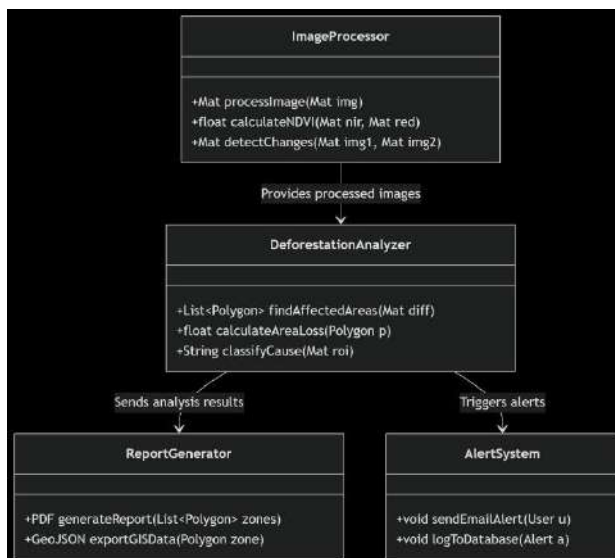 ImageProcessor
+Mat processImage(Mat img)
+float calculateNDVI(Mat nir, Mat red)
+Mat detectChanges(Mat img1, Mat img2)
Provides processed images
DeforestationAnalyzer
+List<Polygon> findAffectedAreas(Mat diff)
+float calculateAreaLoss(Polygon p)
+String classifyCause(Mat roi)
Sends analysis results
Triggers alerts
ReportGenerator
+PDF generateReport(List<Polygon> zones)
+GeoJSON exportGISData(Polygon zone)
AlertSystem
+void sendEmailAlert(User u)
+void logToDatabase(Alert a)